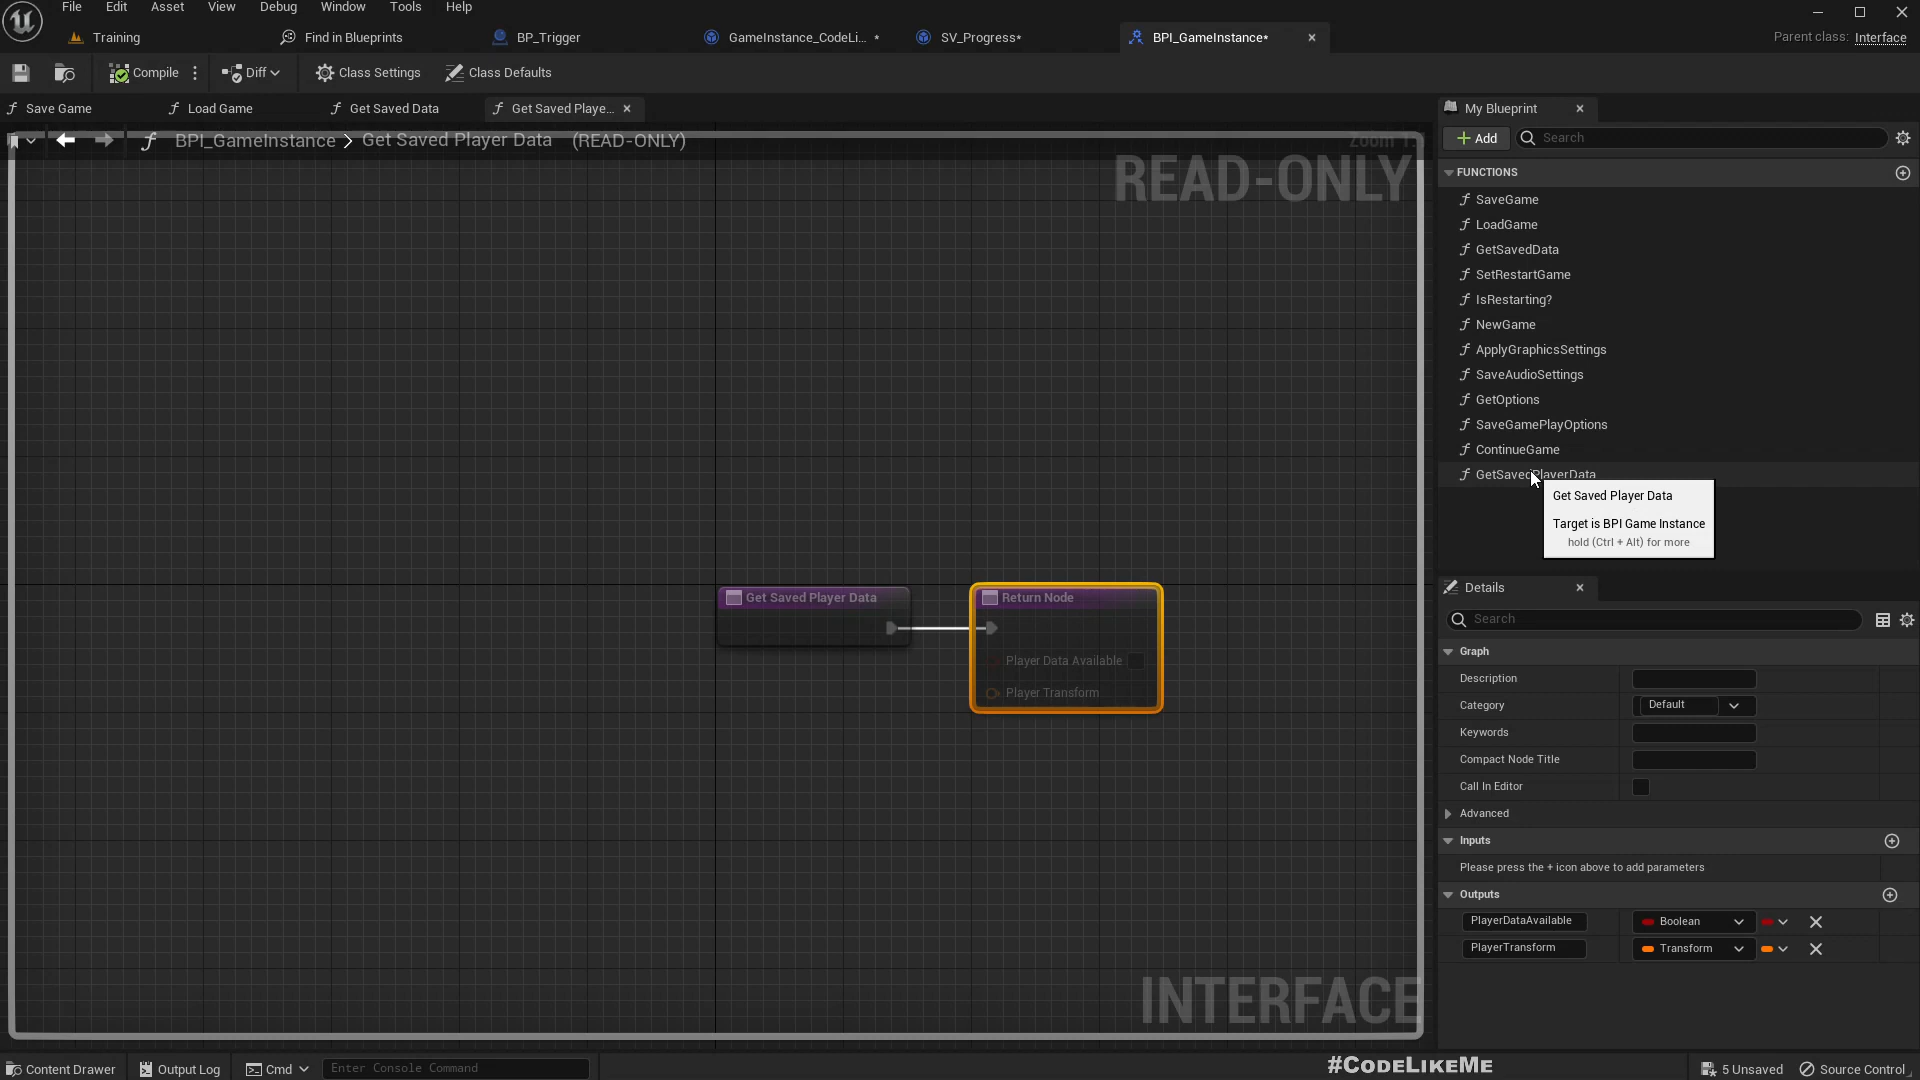 File Edit Asset View Debug Window Tools Help
Training Find in Blueprints BP_Trigger GameInstance_CodeLi... * SV_Progress* BPI_GameInstance*
Parent class: Interface
Compile Diff Class Settings Class Defaults
Save Game Load Game Get Saved Data Get Saved Playe...
BPI_GameInstance > Get Saved Player Data (READ-ONLY)
READ-ONLY
My Blueprint
Add Search
FUNCTIONS
SaveGame
LoadGame
GetSavedData
SetRestartGame
IsRestarting?
NewGame
ApplyGraphicsSettings
SaveAudioSettings
GetOptions
SaveGamePlayOptions
ContinueGame
GetSavedPlayerData
Get Saved Player Data
Target is BPI Game Instance
hold (Ctrl + Alt) for more
Get Saved Player Data
Return Node
Player Data Available
Player Transform
INTERFACE
Details
Search
Graph
Description
Category Default
Keywords
Compact Node Title
Call In Editor
Advanced
Inputs
Please press the + icon above to add parameters
Outputs
PlayerDataAvailable Boolean
PlayerTransform Transform
Content Drawer Output Log Cmd Enter Console Command
#CODELIKEME
5 Unsaved Source Control